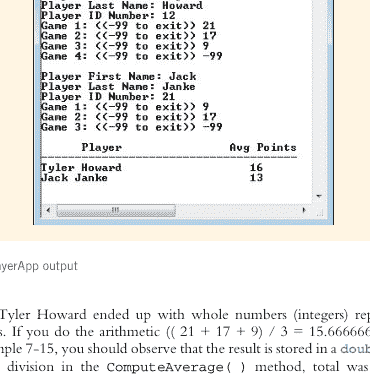 Player Last Name: Howard
Player ID Number: 12
Game 1: <<-99 to exit>> 21
Game 2: <<-99 to exit>> 17
Game 3: <<-99 to exit>> 9
Game 4: <<-99 to exit>> -99
Player First Name: Jack
Player Last Name: Janke
Player ID Number: 21
Game 1: <<-99 to exit>> 9
Game 2: <<-99 to exit>> 17
Game 3: <<-99 to exit>> -99
Player Avg Points
Tyler Howard 16
Jack Janke 13
ayerApp output
Tyler Howard ended up with whole numbers (integers) rep
s. If you do the arithmetic (( 21 + 17 + 9) / 3 = 15.666666
mple 7-15, you should observe that the result is stored in a doub
division in the ComputeAverage( ) method, total was